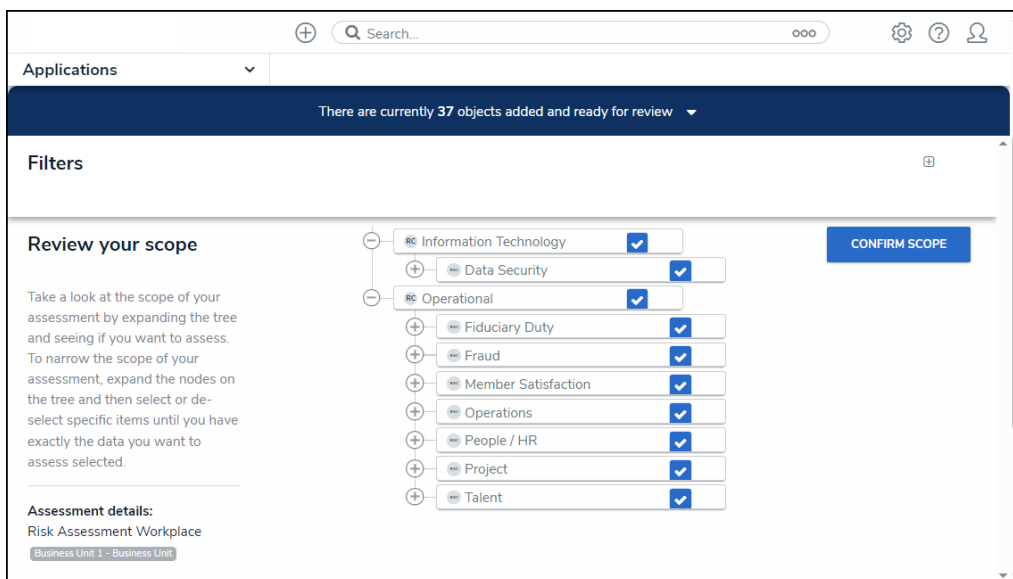 Search...
Applications
There are currently 37 objects added and ready for review
Filters
Review your scope
Take a look at the scope of your
assessment by expanding the tree
and seeing if you want to assess.
To narrow the scope of your
assessment, expand the nodes on
the tree and then select or de-
select specific items until you have
exactly the data you want to
assess selected.
Assessment details:
Risk Assessment Workplace
Business Unit 1 - Business Unit
RC Information Technology
Data Security
RC Operational
Fiduciary Duty
Fraud
Member Satisfaction
Operations
People / HR
Project
Talent
CONFIRM SCOPE